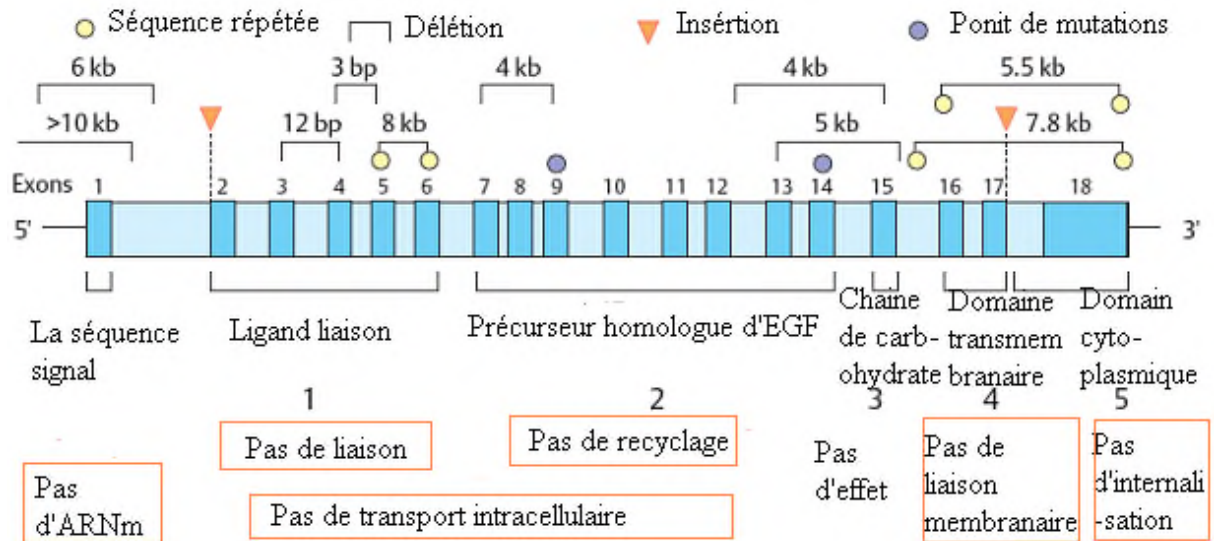 Séquence répétée Délétion Insértion Ponit de mutations
6 kb 3 bp 4 kb 4 kb 5.5 kb
>10 kb 12 bp 8 kb 5 kb 7.8 kb
Exons 1 2 3 4 5 6 7 8 9 10 11 12 13 14 15 16 17 18
5' 3'
La séquence
signal
Ligand liaison
Précurseur homologue d'EGF
Chaine
de carb-
ohydrate
Domaine
transmem
branaire
Domain
cyto-
plasmique
1 2 3 4 5
Pas
d'ARNm
Pas de liaison
Pas de recyclage
Pas de transport intracellulaire
Pas
d'effet
Pas de
liaison
membranaire
Pas
d'internali
-sation